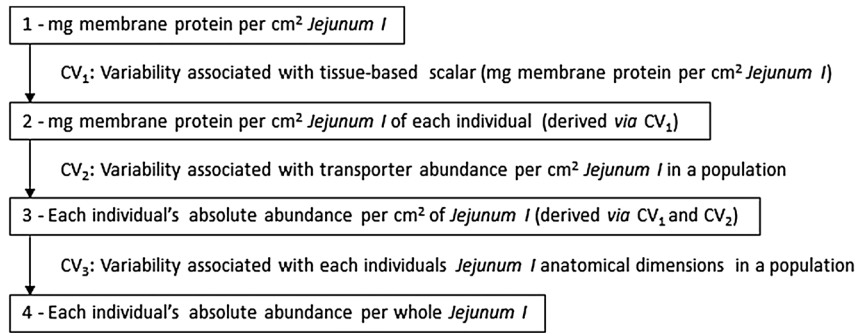 1 - mg membrane protein per cm² Jejunum I
CV₁: Variability associated with tissue-based scalar (mg membrane protein per cm² Jejunum I)
2 - mg membrane protein per cm² Jejunum I of each individual (derived via CV₁)
CV₂: Variability associated with transporter abundance per cm² Jejunum I in a population
3 - Each individual's absolute abundance per cm² of Jejunum I (derived via CV₁ and CV₂)
CV₃: Variability associated with each individuals Jejunum I anatomical dimensions in a population
4 - Each individual's absolute abundance per whole Jejunum I